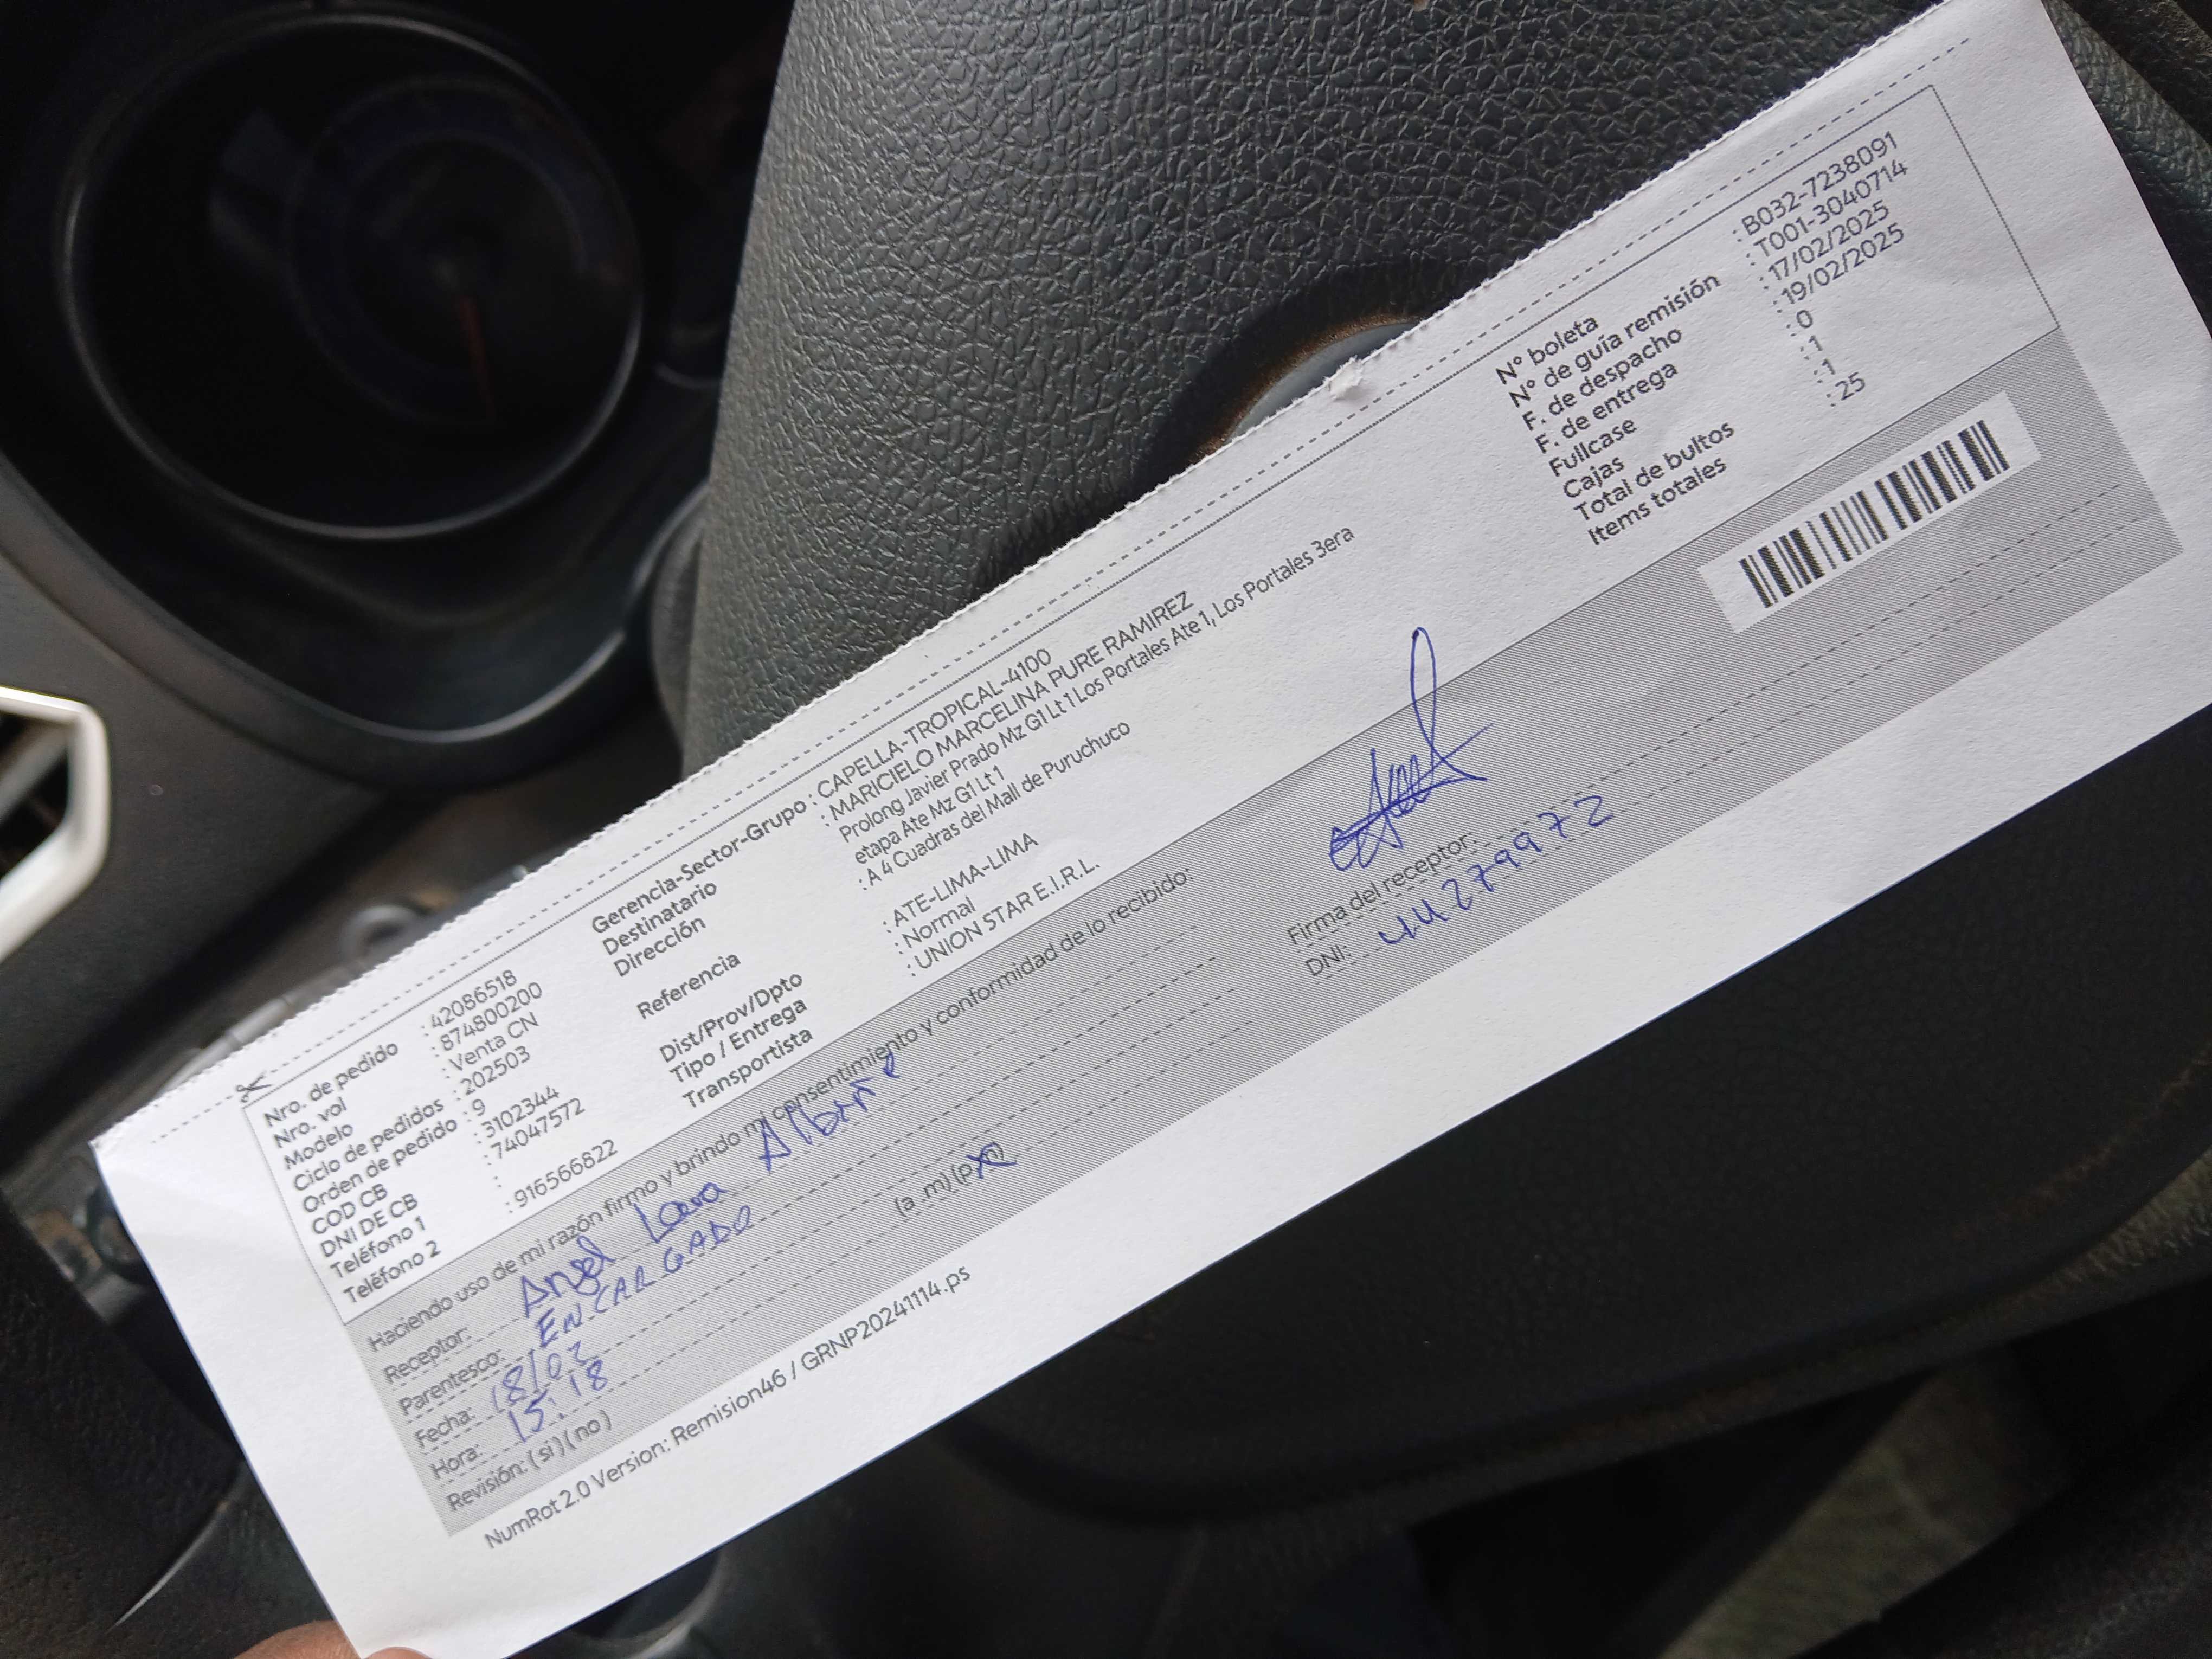 Nro. de pedido : 42086518
Nro. vol : 874800200
Modelo : Venta CN
Ciclo de pedidos : 202503
Orden de pedido : 9
COD CB : 3102344
DNI DE CB : 74047572
Teléfono 1 :
Teléfono 2 : 916566822
Gerencia-Sector-Grupo : CAPELLA-TROPICAL-4100
Destinatario : MARICIELO MARCELINA PURE RAMIREZ
Dirección Prolong Javier Prado Mz G1 Lt 1 Los Portales Ate 1, Los Portales 3era
etapa Ate Mz G1 Lt 1
Referencia : A 4 Cuadras del Mall de Puruchuco
Dist/Prov/Dpto : ATE-LIMA-LIMA
Tipo / Entrega : Normal
Transportista : UNION STAR E.I.R.L.
N° boleta : B032-7238091
N° de guía remisión : T001-3040714
F. de despacho : 17/02/2025
F. de entrega : 19/02/2025
Fullcase : 0
Cajas : 1
Total de bultos : 1
Items totales : 25
Haciendo uso de mi razón firmo y brindo mi consentimiento y conformidad de lo recibido:
Receptor: Angel
Parentesco: ENCARGADO
Fecha: 18/02
Hora: 15:18 (a .m) (p.m)
Revisión: ( si ) ( no )
Firma del receptor:
DNI: 44279972
NumRot 2.0 Version: Remision46 / GRNP20241114.ps